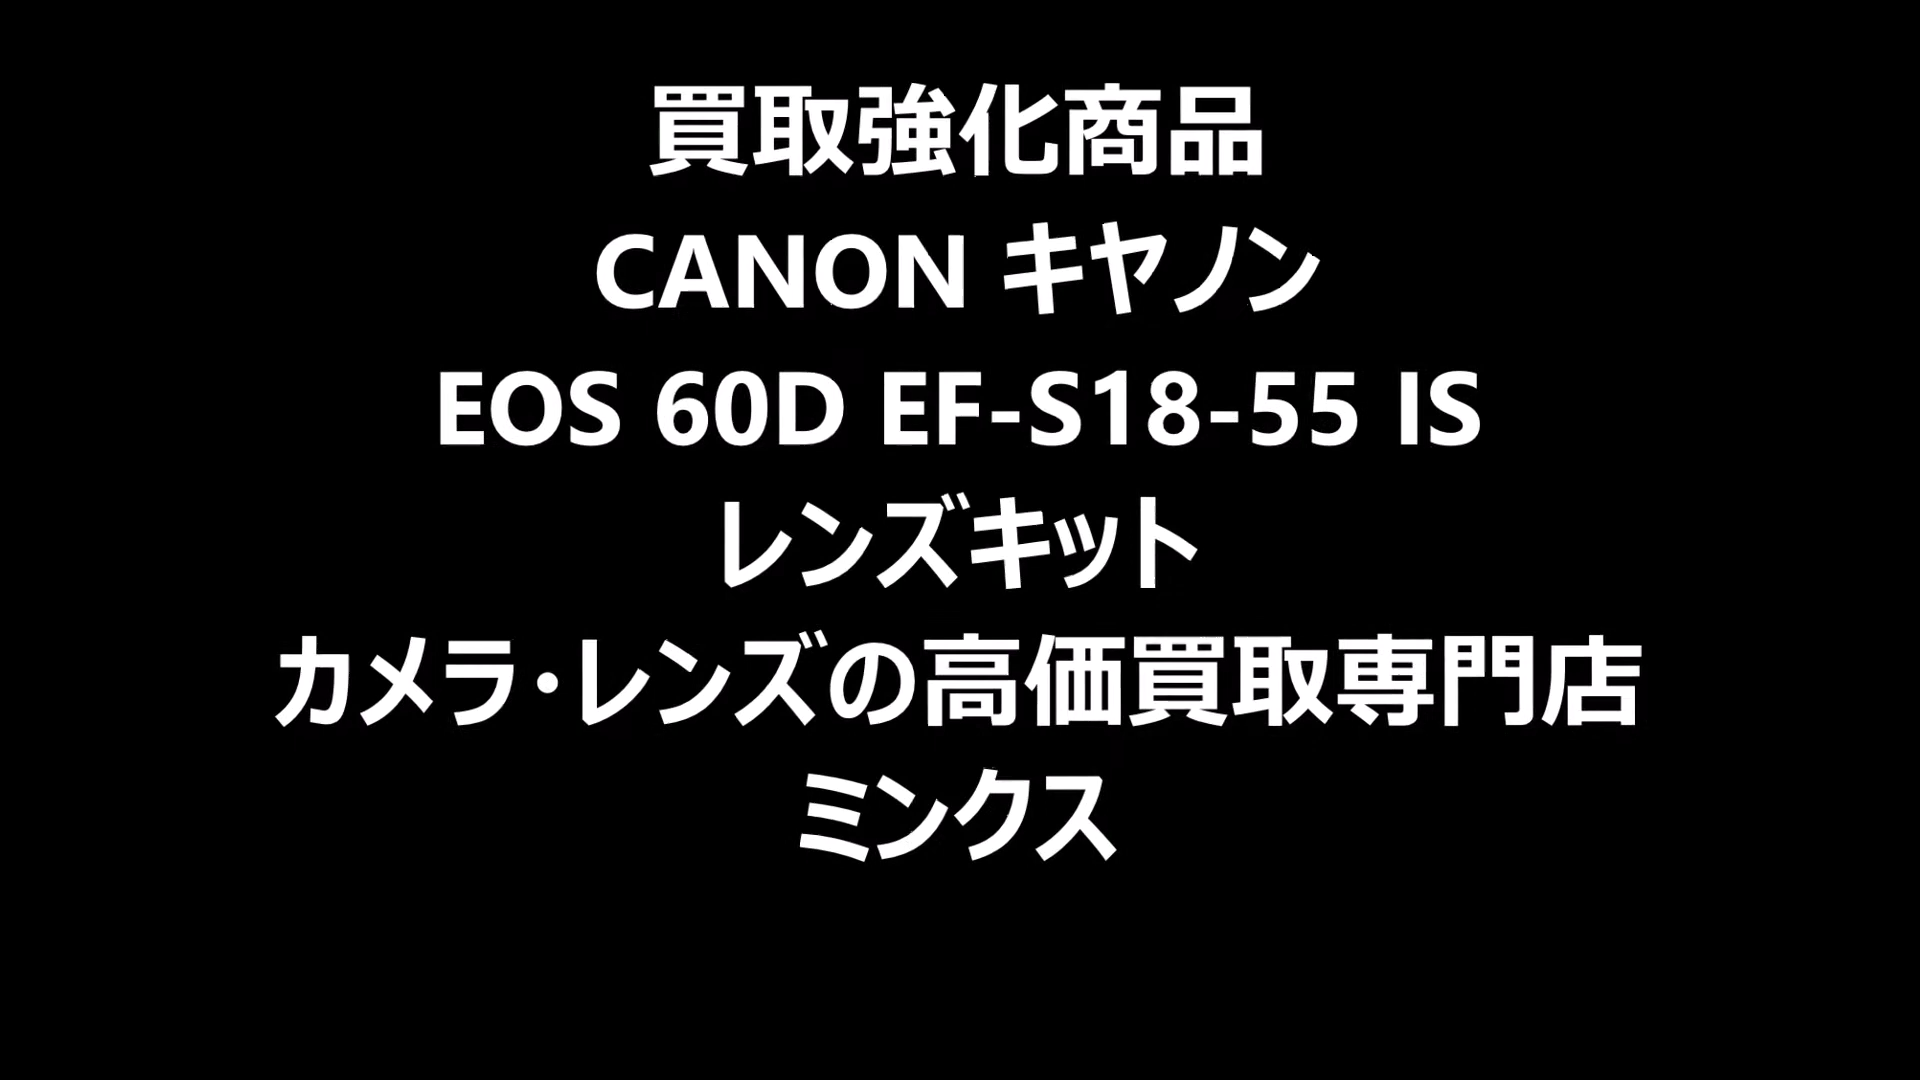 買取強化商品
CANON キヤノン
EOS 60D EF-S18-55 IS
レンズキット
カメラ・レンズの高価買取専門店
ミンクス